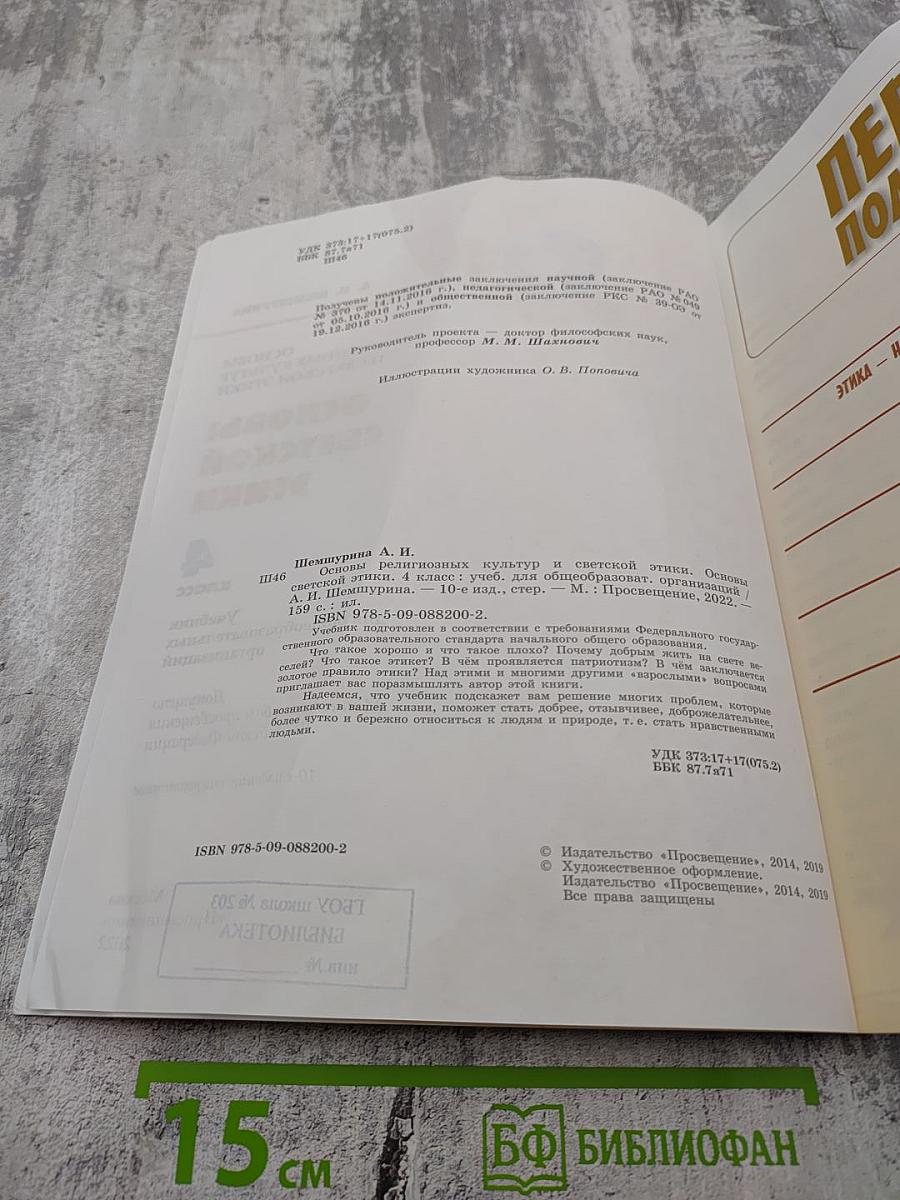 УДК 373:17+17(075.2)
ББК 87.7я71
Ш46
Получены положительные заключения научной (заключение РАО
№ 370 от 14.11.2016 г.), педагогической (заключение РАО № 049
от 05.10.2016 г.) и общественной (заключение РКС № 39-ОЭ от
19.12.2016 г.) экспертиз.
Руководитель проекта — доктор философских наук,
профессор М. М. Шахнович
Иллюстрации художника О. В. Поповича
Шемшурина А. И.
Ш46 Основы религиозных культур и светской этики. Основы
светской этики. 4 класс : учеб. для общеобразоват. организаций /
А. И. Шемшурина. — 10-е изд., стер. — М. : Просвещение, 2022. —
159 с. : ил.
ISBN 978-5-09-088200-2.
Учебник подготовлен в соответствии с требованиями Федерального государ-
ственного образовательного стандарта начального общего образования.
Что такое хорошо и что такое плохо? Почему добрым жить на свете ве-
селей? Что такое этикет? В чём проявляется патриотизм? В чём заключается
золотое правило этики? Над этими и многими другими «взрослыми» вопросами
приглашает вас поразмышлять автор этой книги.
Надеемся, что учебник подскажет вам решение многих проблем, которые
возникают в вашей жизни, поможет стать добрее, отзывчивее, доброжелательнее,
более чутко и бережно относиться к людям и природе, т. е. стать нравственными
людьми.
УДК 373:17+17(075.2)
ББК 87.7я71
ISBN 978-5-09-088200-2
© Издательство «Просвещение», 2014, 2019
© Художественное оформление.
Издательство «Просвещение», 2014, 2019
Все права защищены
ГБОУ школа № 203
БИБЛИОТЕКА
инв.№
ЭТИКА —
15 см
БФ БИБЛИОФАН